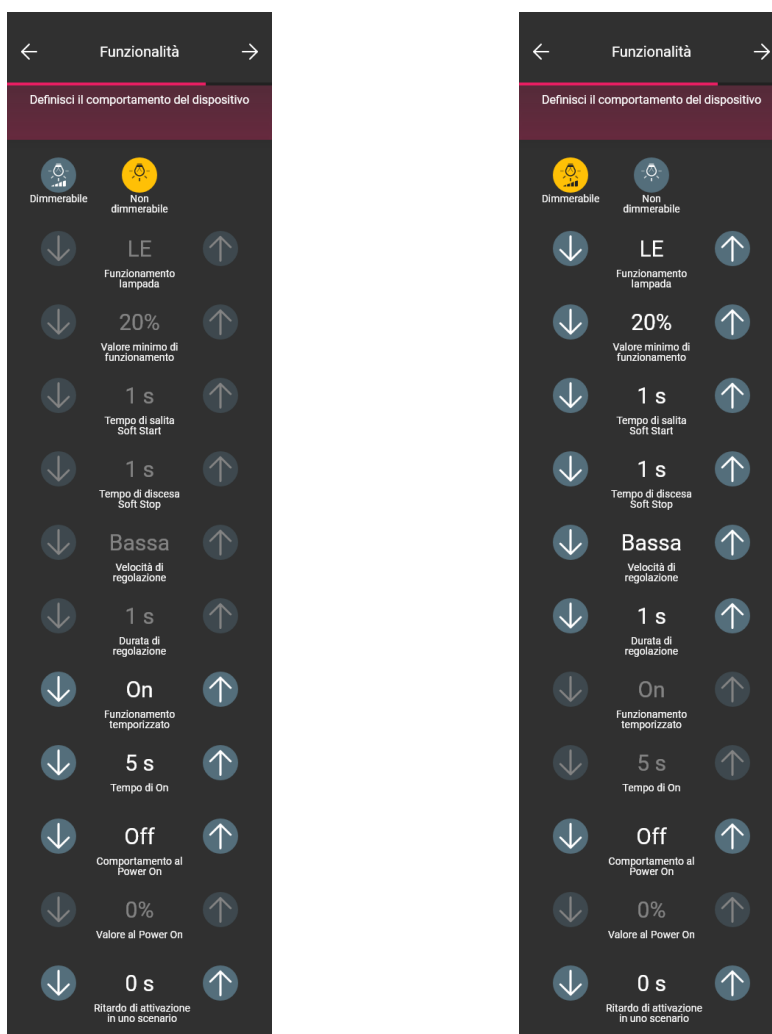 Funzionalità
Definisci il comportamento del dispositivo
Dimmerabile
Non
dimmerabile
LE
Funzionamento
lampada
20%
Valore minimo di
funzionamento
1 s
Tempo di salita
Soft Start
1 s
Tempo di discesa
Soft Stop
Bassa
Velocità di
regolazione
1 s
Durata di
regolazione
On
Funzionamento
temporizzato
5 s
Tempo di On
Off
Comportamento al
Power On
0%
Valore al Power On
0 s
Ritardo di attivazione
in uno scenario
Funzionalità
Definisci il comportamento del dispositivo
Dimmerabile
Non
dimmerabile
LE
Funzionamento
lampada
20%
Valore minimo di
funzionamento
1 s
Tempo di salita
Soft Start
1 s
Tempo di discesa
Soft Stop
Bassa
Velocità di
regolazione
1 s
Durata di
regolazione
On
Funzionamento
temporizzato
5 s
Tempo di On
Off
Comportamento al
Power On
0%
Valore al Power On
0 s
Ritardo di attivazione
in uno scenario